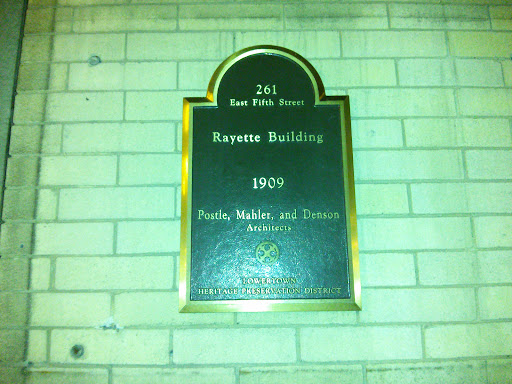 261
East Fifth Street
Rayette Building
1909
Postle, Mahler, and Denson
Architects
Lowertown
Heritage Preservation District